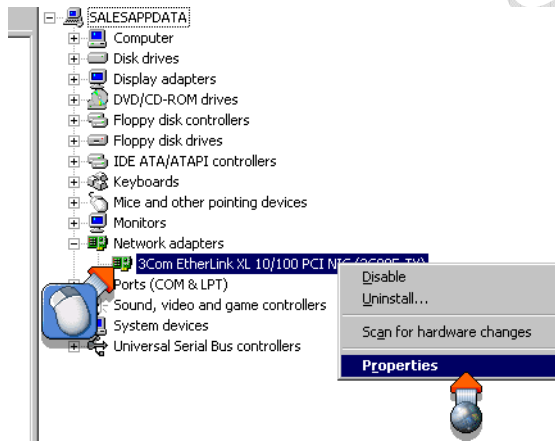 SALESAPPDATA
Computer
Disk drives
Display adapters
DVD/CD-ROM drives
Floppy disk controllers
Floppy disk drives
IDE ATA/ATAPI controllers
Keyboards
Mice and other pointing devices
Monitors
Network adapters
3Com EtherLink XL 10/100 PCI
Disable
Ports (COM & LPT)
Uninstall...
Sound, video and game controllers
System devices
Scan for hardware changes
Universal Serial Bus controllers
Properties